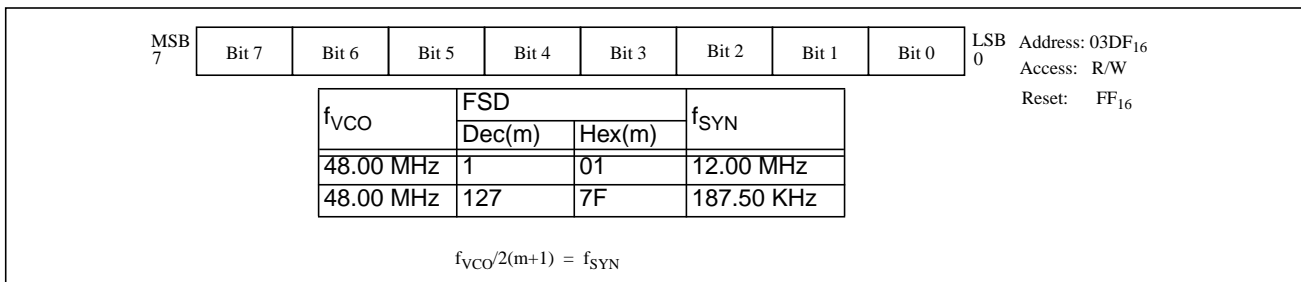 MSB 7 Bit 7 Bit 6 Bit 5 Bit 4 Bit 3 Bit 2 Bit 1 Bit 0 LSB 0
Address: 03DF16
Access: R/W
Reset: FF16
fVCO FSD fSYN
Dec(m) Hex(m)
48.00 MHz 1 01 12.00 MHz
48.00 MHz 127 7F 187.50 KHz
fVCO/2(m+1) = fSYN